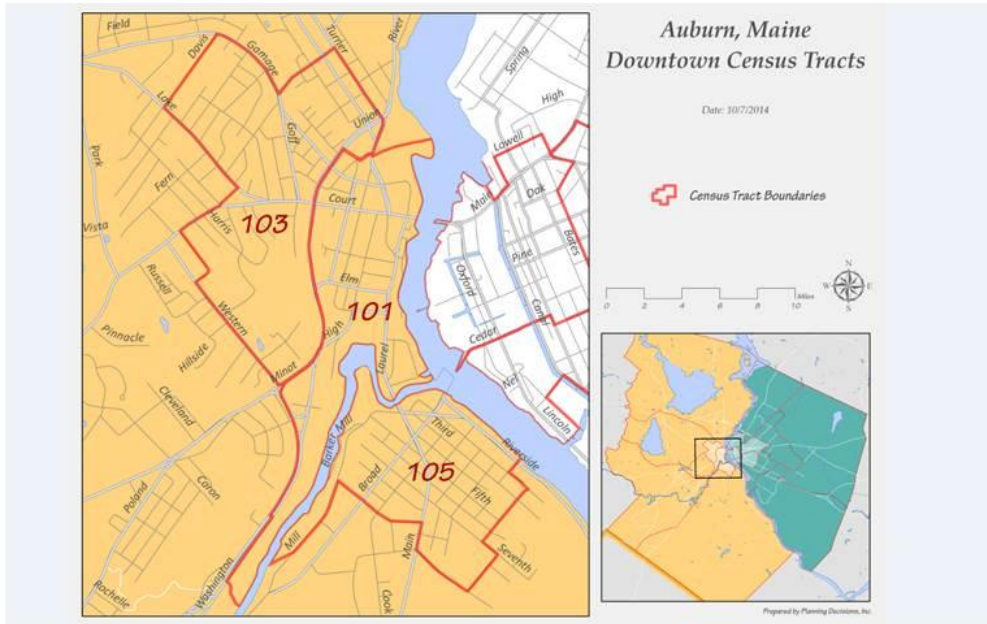 Auburn, Maine
Downtown Census Tracts
Date: 10/7/2014
Census Tract Boundaries
N
W
E
S
Miles
0 2 4 6 8 10
Prepared by Planning Decisions, Inc.
Field
Davis
Gamage
Turner
River
Spring
High
Lake
Goff
Union
Lowell
Park
Main
Oak
Fern
Court
103
Harris
Bates
Vista
Pine
Russell
Elm
Oxford
101
Canal
Western
High
Pinnacle
Cedar
Hillside
Minot
Laurel
Nel
Cleveland
Lincoln
Barker Mill
Third
Riverside
Broad
105
Caron
Fifth
Poland
Mill
Main
Seventh
Washington
Rochelle
Cook